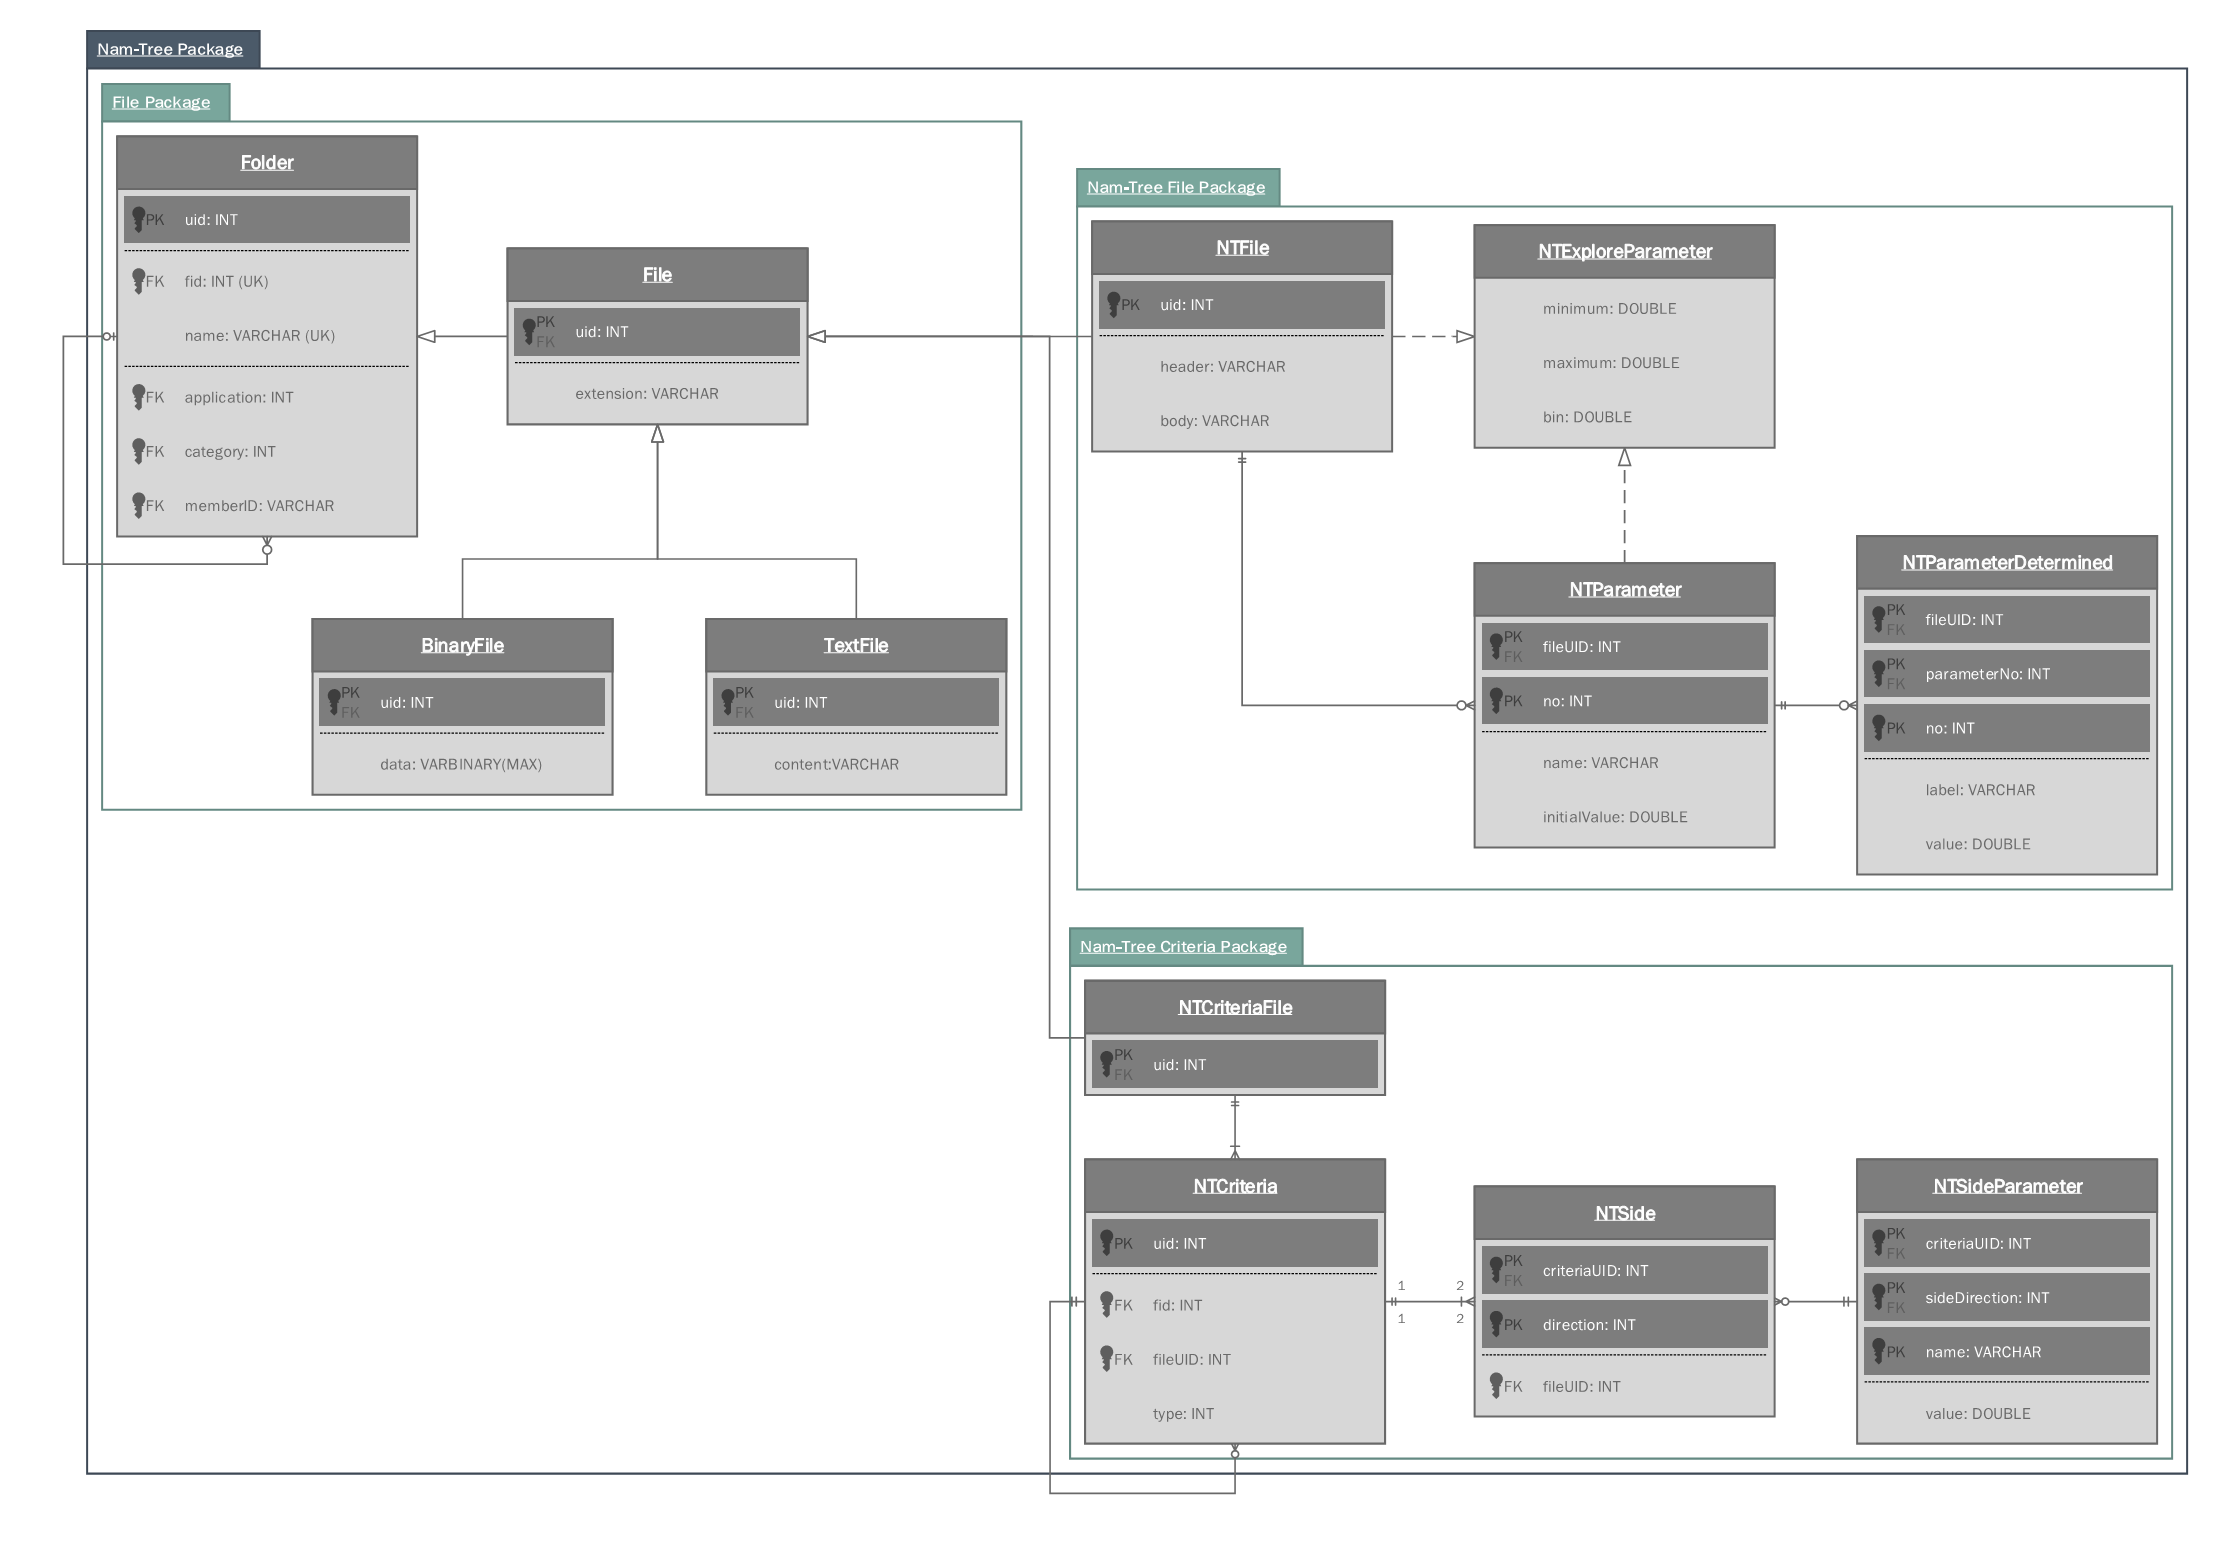 Nam-Tree Package
File Package
Folder
PK uid: INT
FK fid: INT (UK)
name: VARCHAR (UK)
FK application: INT
FK category: INT
FK memberID: VARCHAR
File
PK
FK
uid: INT
extension: VARCHAR
BinaryFile
PK
FK
uid: INT
data: VARBINARY(MAX)
TextFile
PK
FK
uid: INT
content:VARCHAR
Nam-Tree File Package
NTFile
PK uid: INT
header: VARCHAR
body: VARCHAR
NTExploreParameter
minimum: DOUBLE
maximum: DOUBLE
bin: DOUBLE
NTParameter
PK
FK
fileUID: INT
PK no: INT
name: VARCHAR
initialValue: DOUBLE
NTParameterDetermined
PK
FK
fileUID: INT
PK
FK
parameterNo: INT
PK no: INT
label: VARCHAR
value: DOUBLE
Nam-Tree Criteria Package
NTCriteriaFile
PK
FK
uid: INT
NTCriteria
PK uid: INT
FK fid: INT
FK fileUID: INT
type: INT
1 2
1 2
NTSide
PK
FK
criteriaUID: INT
PK direction: INT
FK fileUID: INT
NTSideParameter
PK
FK
criteriaUID: INT
PK
FK
sideDirection: INT
PK name: VARCHAR
value: DOUBLE